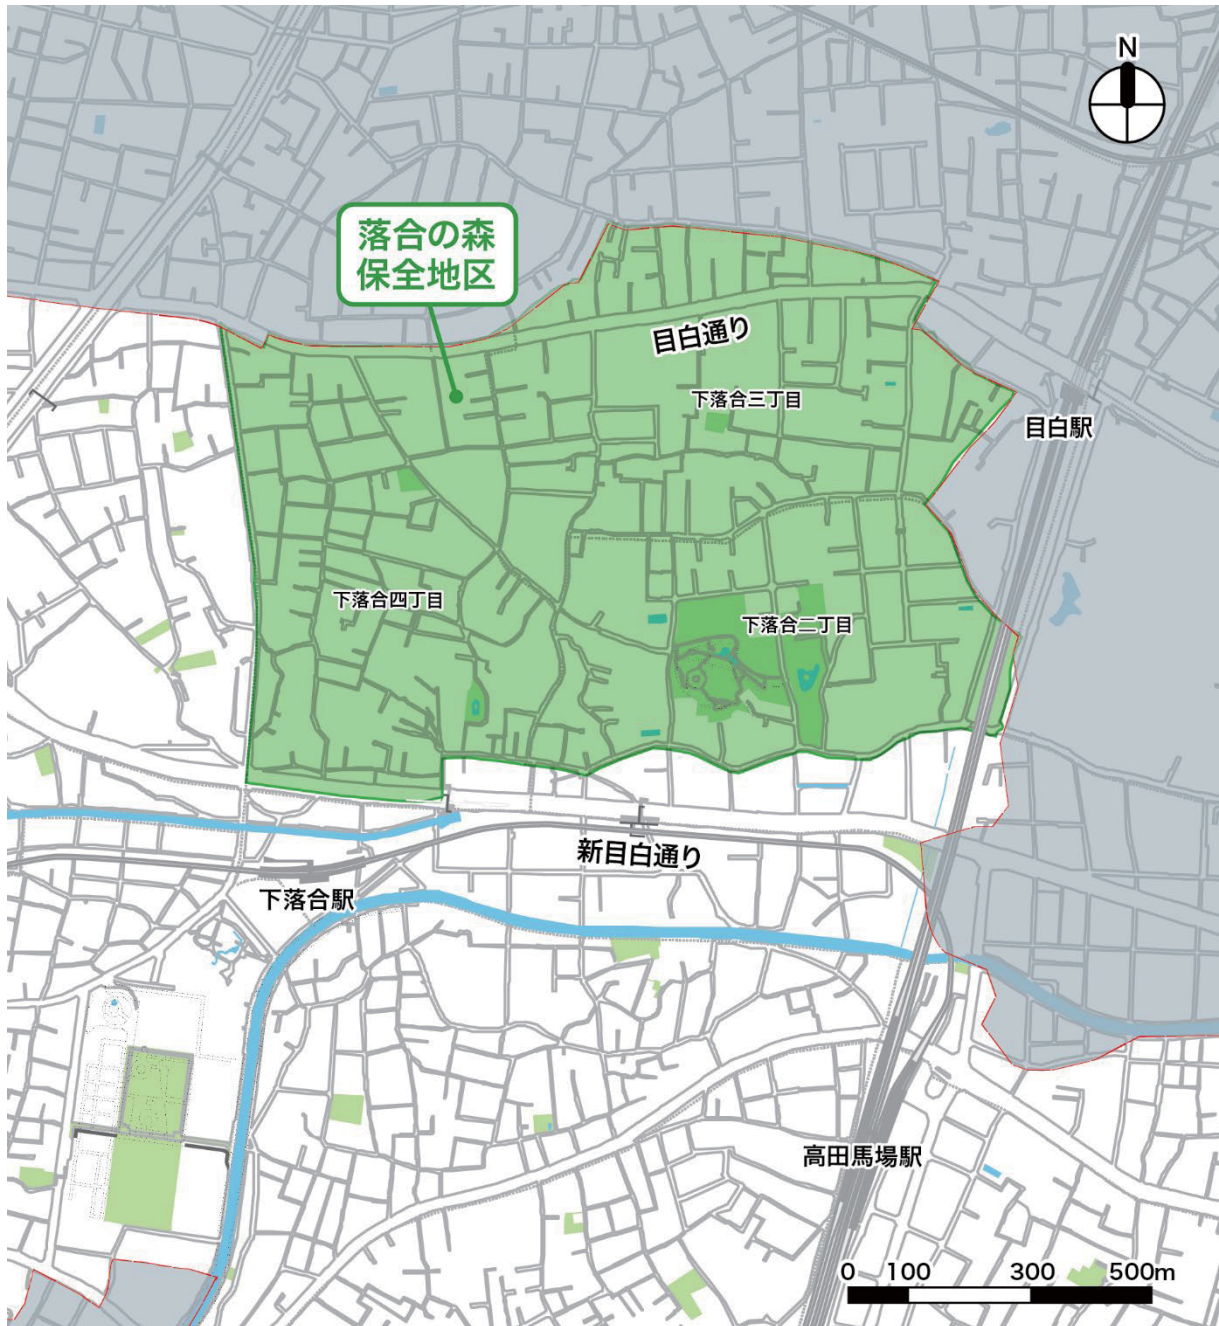 N
落合の森
保全地区
目白通り
下落合三丁目
目白駅
下落合四丁目
下落合二丁目
新目白通り
下落合駅
高田馬場駅
0 100 300 500m